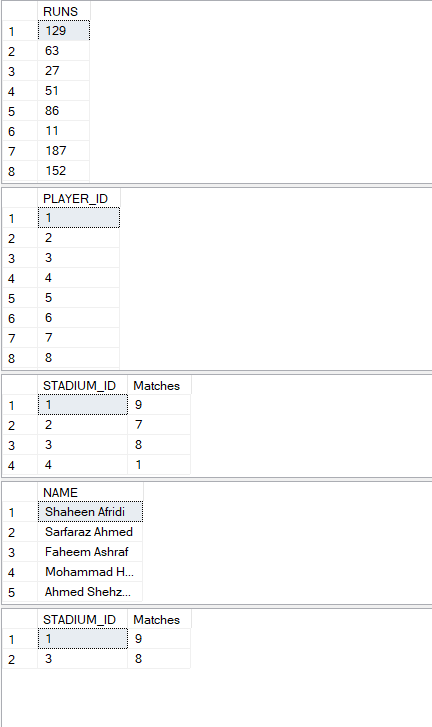 RUNS
1 129
2 63
3 27
4 51
5 86
6 11
7 187
8 152
PLAYER_ID
1 1
2 2
3 3
4 4
5 5
6 6
7 7
8 8
STADIUM_ID Matches
1 1 9
2 2 7
3 3 8
4 4 1
NAME
1 Shaheen Afridi
2 Sarfaraz Ahmed
3 Faheem Ashraf
4 Mohammad H...
5 Ahmed Shehz...
STADIUM_ID Matches
1 1 9
2 3 8